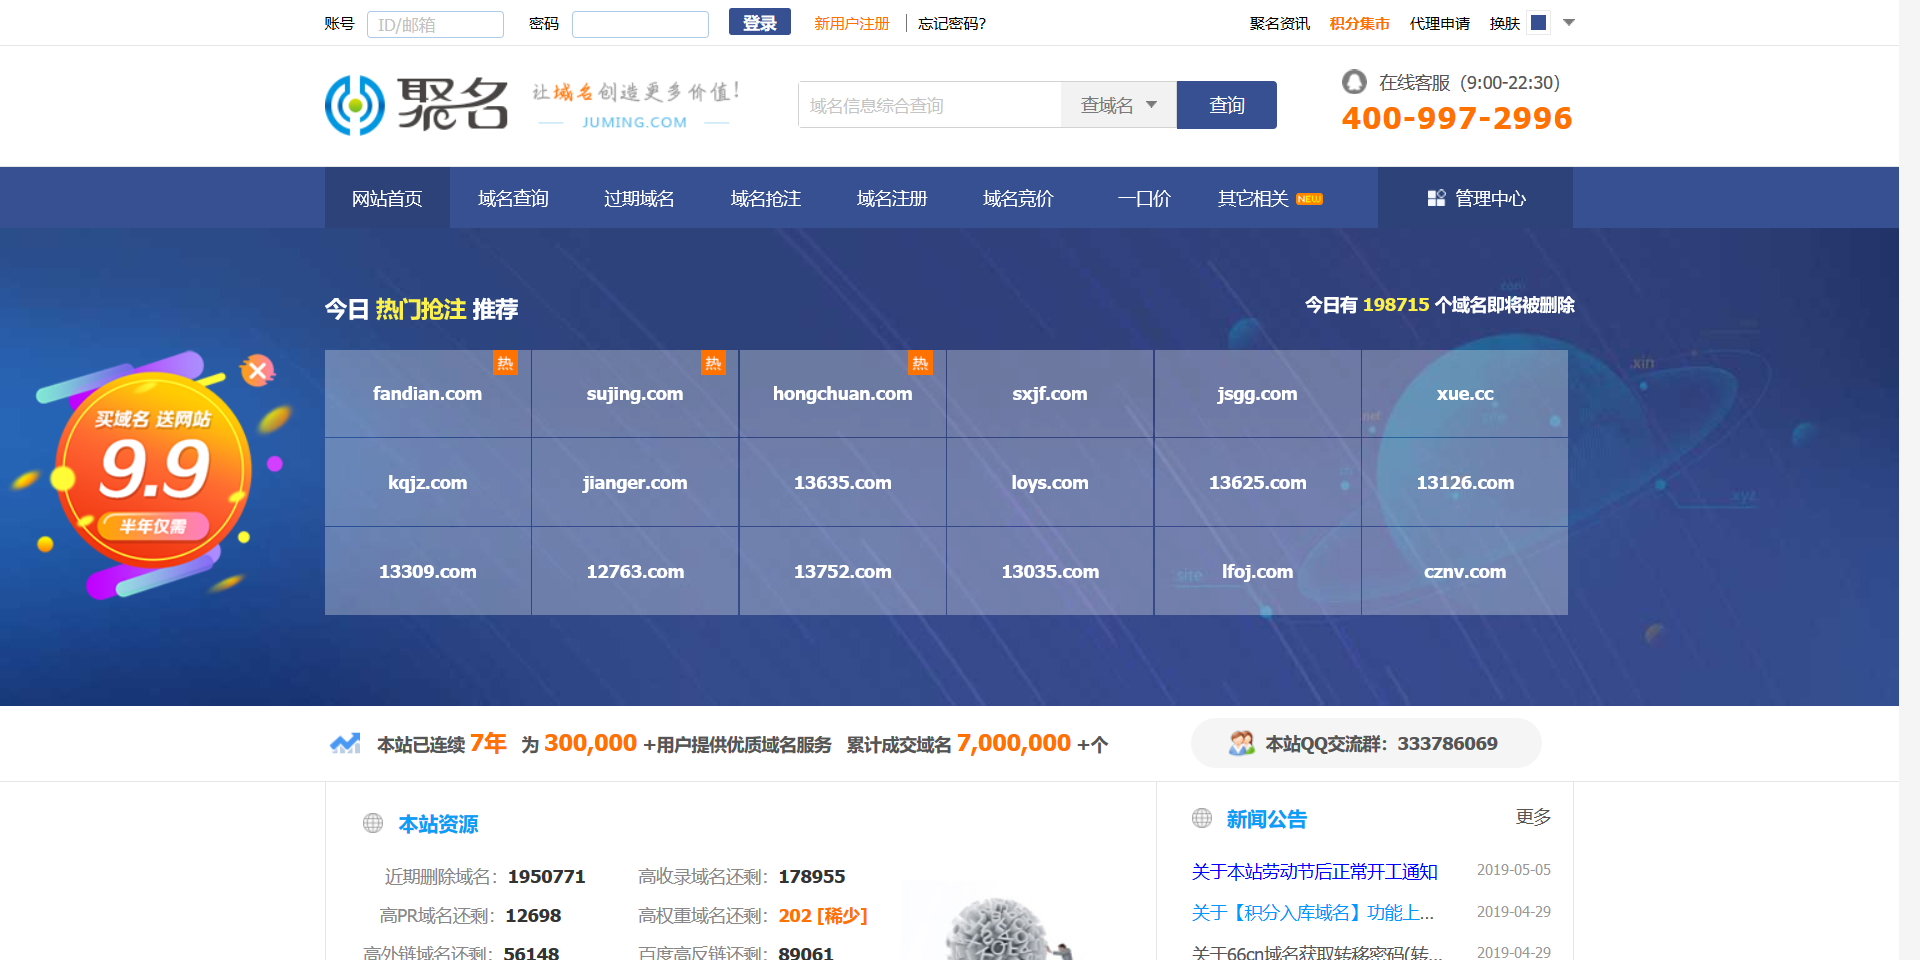 账号 ID/邮箱 密码 登录 新用户注册 忘记密码? 聚名资讯 积分集市 代理申请 换肤
聚名 让域名创造更多价值!
JUMING.COM
域名信息综合查询 查域名 查询
在线客服（9:00-22:30）
400-997-2996
网站首页 域名查询 过期域名 域名抢注 域名注册 域名竞价 一口价 其它相关 NEW 管理中心
今日 热门抢注 推荐 今日有 198715 个域名即将被删除
热 热 热
fandian.com sujing.com hongchuan.com sxjf.com jsgg.com xue.cc
kqjz.com jianger.com 13635.com loys.com 13625.com 13126.com
13309.com 12763.com 13752.com 13035.com lfoj.com cznv.com
买域名 送网站
9.9
半年仅需
.com
.xin
.net
.xyz
.site
本站已连续 7年 为 300,000 +用户提供优质域名服务 累计成交域名 7,000,000 +个 本站QQ交流群：333786069
本站资源
近期删除域名：1950771 高收录域名还剩：178955
高PR域名还剩：12698 高权重域名还剩：202 [稀少]
高外链域名还剩：56148 百度高反链还剩：89061
新闻公告 更多
关于本站劳动节后正常开工通知 2019-05-05
关于【积分入库域名】功能上... 2019-04-29
关于66cn域名获取转移密码(转... 2019-04-29